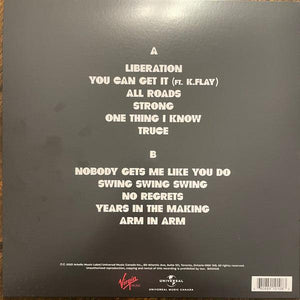 A
LIBERATION
YOU CAN GET IT (FT. K.FLAY)
ALL ROADS
STRONG
ONE THING I KNOW
TRUCE
B
NOBODY GETS ME LIKE YOU DO
SWING SWING SWING
NO REGRETS
YEARS IN THE MAKING
ARM IN ARM
Virgin
UNIVERSAL
UNIVERSAL MUSIC CANADA